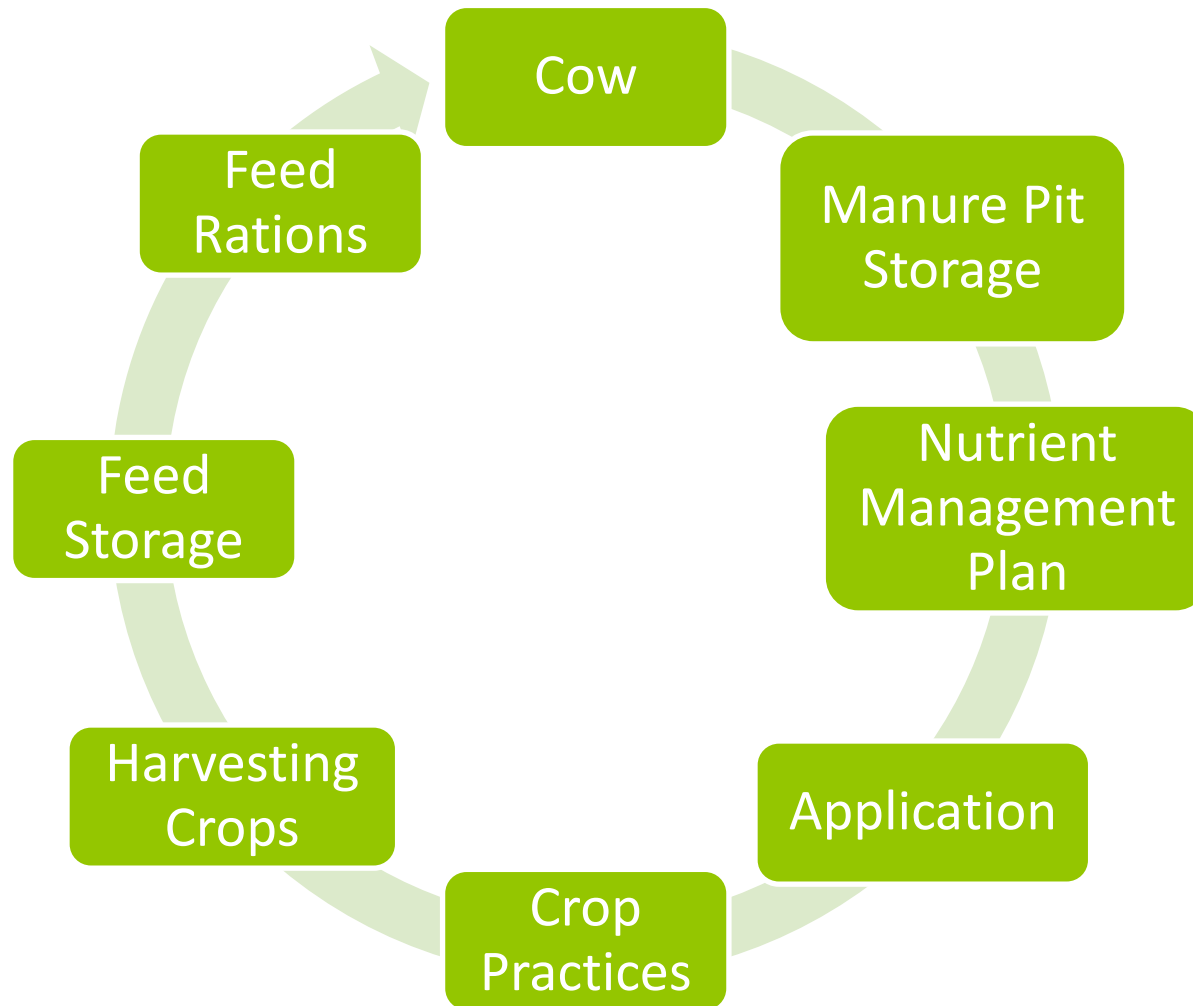 Cow
Manure Pit
Storage
Nutrient
Management
Plan
Application
Crop
Practices
Harvesting
Crops
Feed
Storage
Feed
Rations